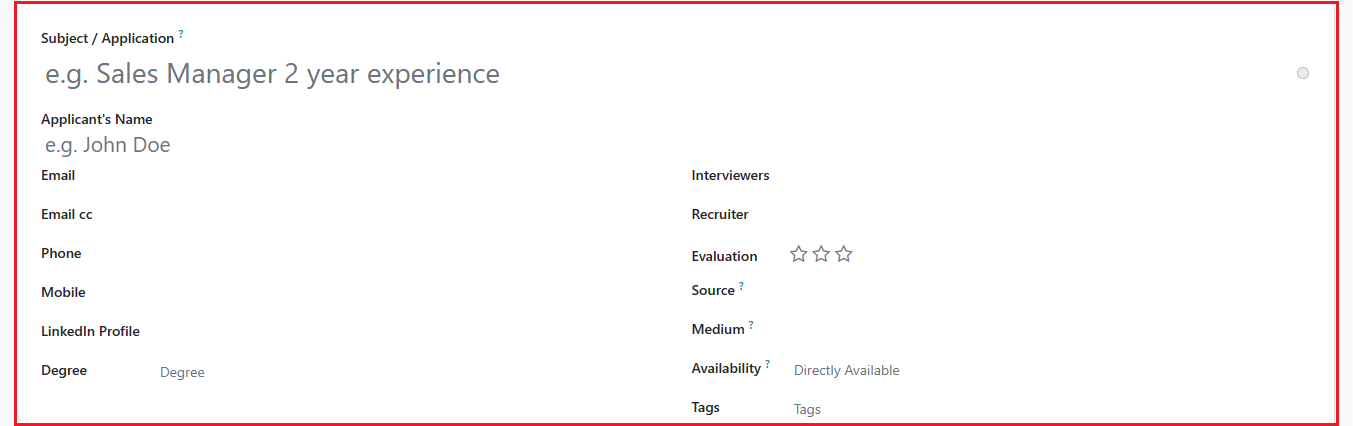 Subject / Application ?
e.g. Sales Manager 2 year experience
Applicant's Name
e.g. John Doe
Email
Email cc
Phone
Mobile
LinkedIn Profile
Degree Degree
Interviewers
Recruiter
Evaluation
Source ?
Medium ?
Availability ? Directly Available
Tags Tags